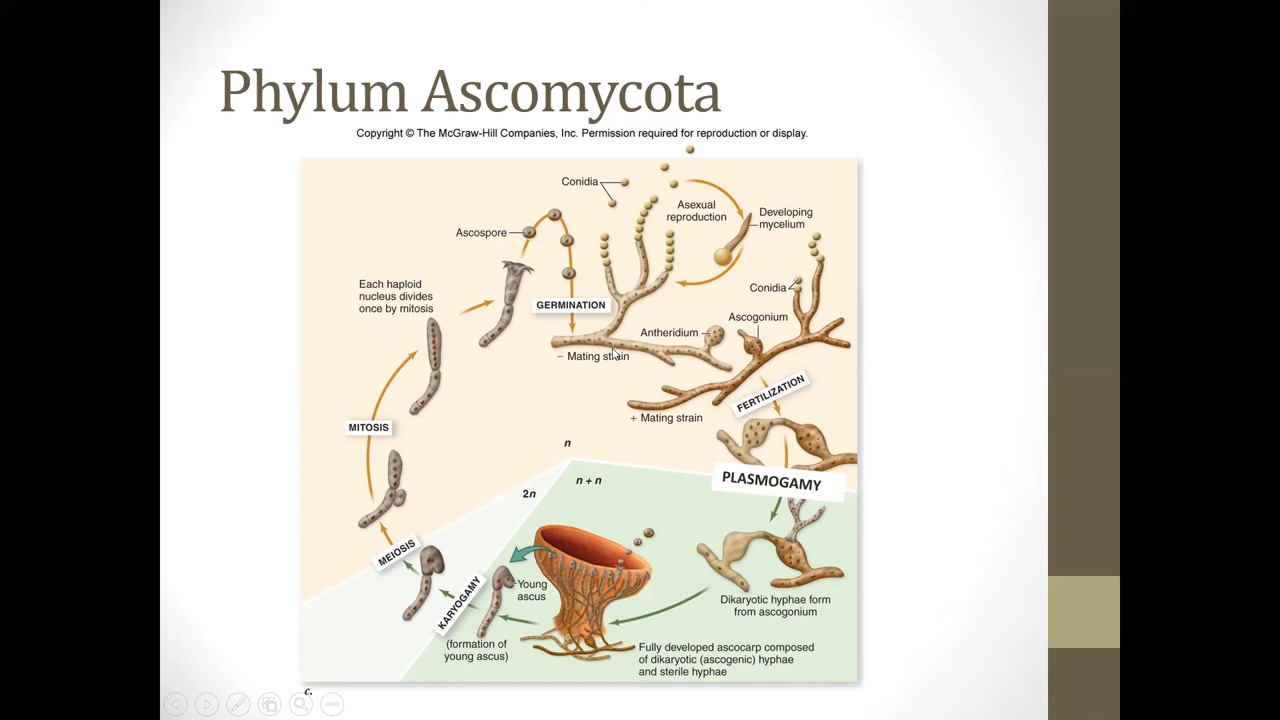 Phylum Ascomycota
Copyright © The McGraw-Hill Companies, Inc. Permission required for reproduction or display.
Conidia
Asexual
reproduction
Developing
mycelium
Ascospore
Each haploid
nucleus divides
once by mitosis
GERMINATION
Conidia
Antheridium
Ascogonium
– Mating strain
+ Mating strain
FERTILIZATION
MITOSIS
n
n + n
2n
PLASMOGAMY
MEIOSIS
KARYOGAMY
Young
ascus
Dikaryotic hyphae form
from ascogonium
(formation of
young ascus)
Fully developed ascocarp composed
of dikaryotic (ascogenic) hyphae
and sterile hyphae
c.